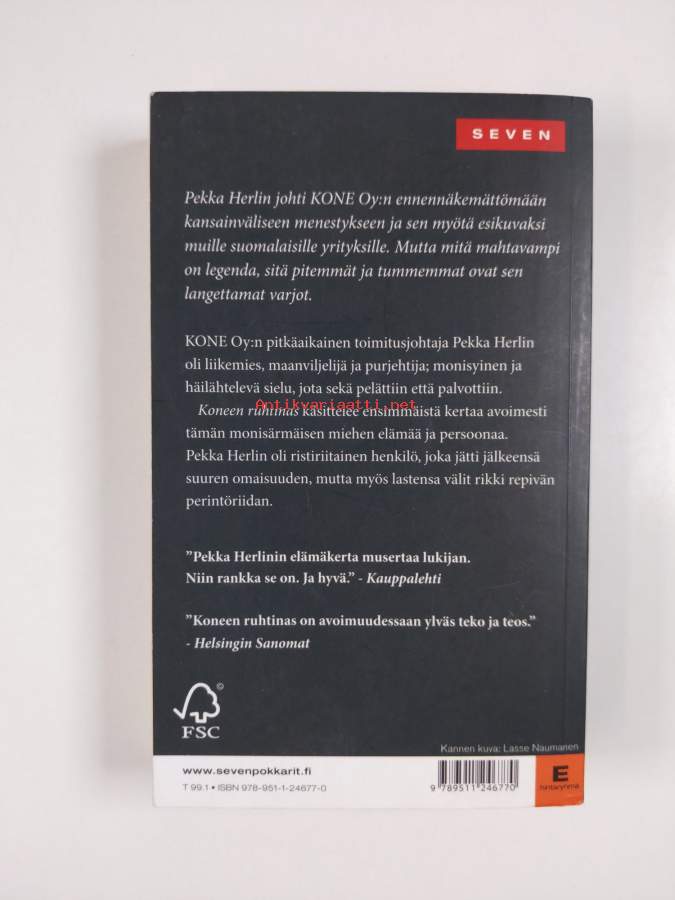 SEVEN
Pekka Herlin johti KONE Oy:n ennennäkemättömään
kansainväliseen menestykseen ja sen myötä esikuvaksi
muille suomalaisille yrityksille. Mutta mitä mahtavampi
on legenda, sitä pitemmät ja tummemmat ovat sen
langettamat varjot.
KONE Oy:n pitkäaikainen toimitusjohtaja Pekka Herlin
oli liikemies, maanviljelijä ja purjehtija; monisyinen ja
häilähtelevä sielu, jota sekä pelättiin että palvottiin.
Antikvariaatti.net
Koneen ruhtinas käsittelee ensimmäistä kertaa avoimesti
tämän monisärmäisen miehen elämää ja persoonaa.
Pekka Herlin oli ristiriitainen henkilö, joka jätti jälkeensä
suuren omaisuuden, mutta myös lastensa välit rikki repivän
perintöriidan.
”Pekka Herlinin elämäkerta musertaa lukijan.
Niin rankka se on. Ja hyvä.” - Kauppalehti
”Koneen ruhtinas on avoimuudessaan ylväs teko ja teos.”
- Helsingin Sanomat
©
FSC
Kannen kuva: Lasse Naumanen
www.sevenpokkarit.fi
T 99.1 • ISBN 978-951-1-24677-0
9 789511 246770
E
hintaryhmä